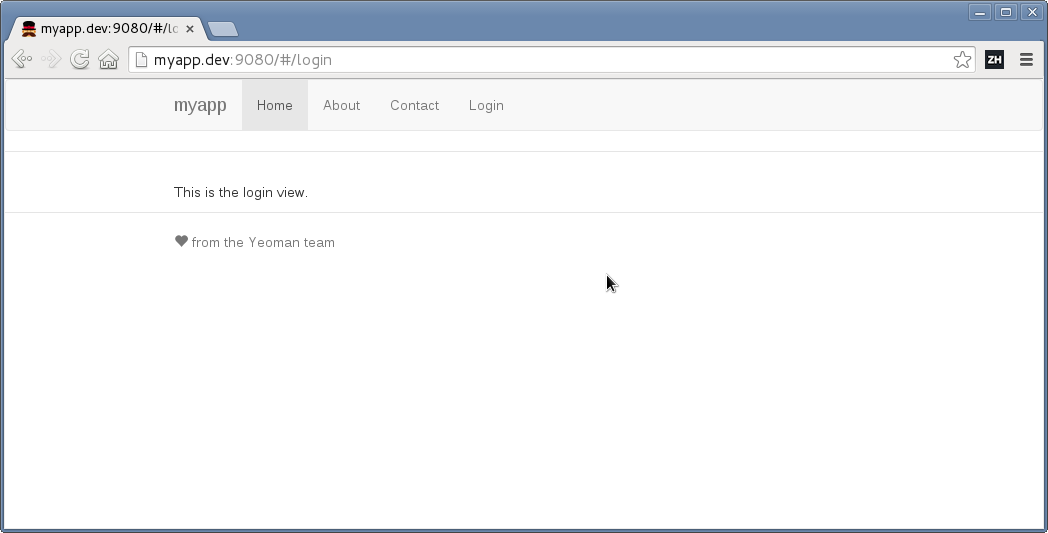 myapp.dev:9080/#/lo
myapp.dev:9080/#/login
ZH
myapp Home About Contact Login
This is the login view.
from the Yeoman team